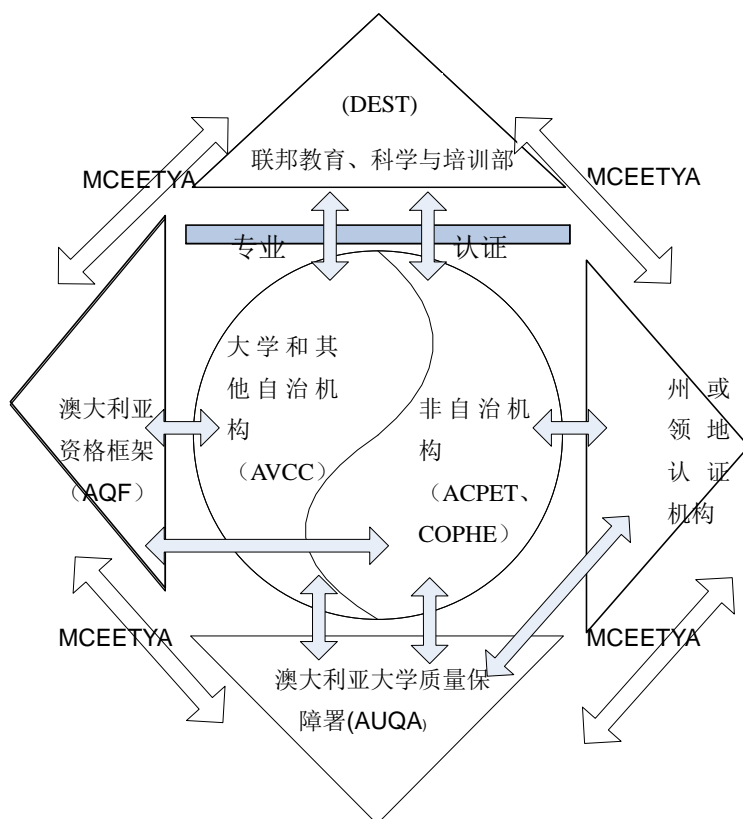 (DEST)
联邦教育、科学与培训部
MCEETYA
MCEETYA
专业
认证
大学和其
他自治机
构
（AVCC）
非自治机
构
（ACPET、
COPHE）
澳大利亚
资格框架
（AQF）
州或
领地
认证
机构
MCEETYA
MCEETYA
澳大利亚大学质量保
障署(AUQA)